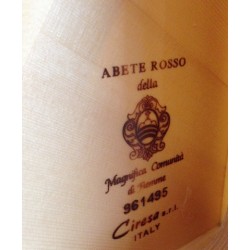 ABETE ROSSO
della
Magnifica Comunità
di Fiemme
961495
Ciresa s.r.l.
ITALY